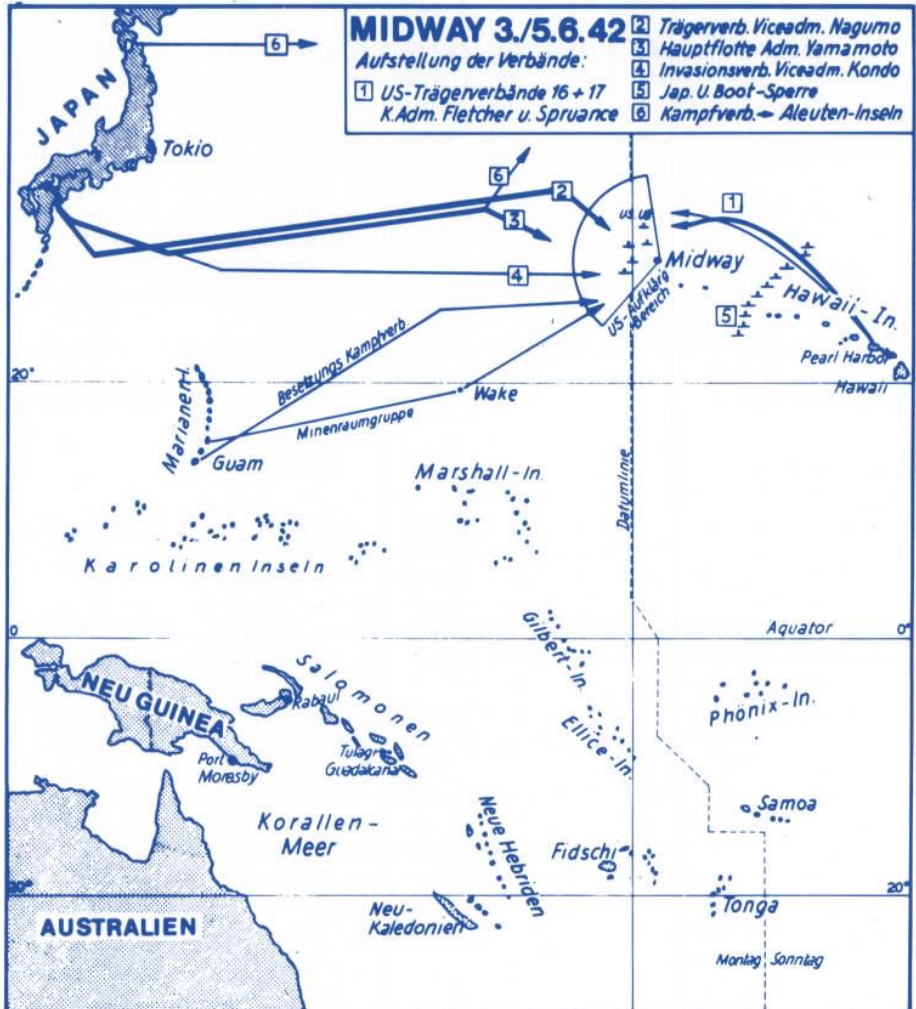 MIDWAY 3./5.6.42
Aufstellung der Verbände:
1 US-Trägerverbände 16 + 17
K.Adm. Fletcher u. Spruance
2 Trägerverb. Viceadm. Nagumo
3 Hauptflotte Adm. Yamamoto
4 Invasionsverb. Viceadm. Kondo
5 Jap. U. Boot-Sperre
6 Kampfverb. Aleuten-Inseln
6
JAPAN
Tokio
6
2
3
1
4
Midway
US-Aufklärg
-Bereich
5
Hawaii-In.
Pearl Harbor
Hawaii
20°
Besetzungs Kampfverb.
Wake
Minenraumgruppe
Marianen-I.
Guam
Marshall-In.
Datumlinie
Karolinen Inseln
0
Aquator
0°
Gilbert-In.
NEU GUINEA
Salomonen
Rabaul
Phönix-In.
Ellice-In.
Port
Moresby
Tulagi
Guadakanal
Korallen-
Meer
Neue Hebriden
Samoa
Fidschi
20°
20°
AUSTRALIEN
Neu-
Kaledonien
Tonga
Montag Sonntag